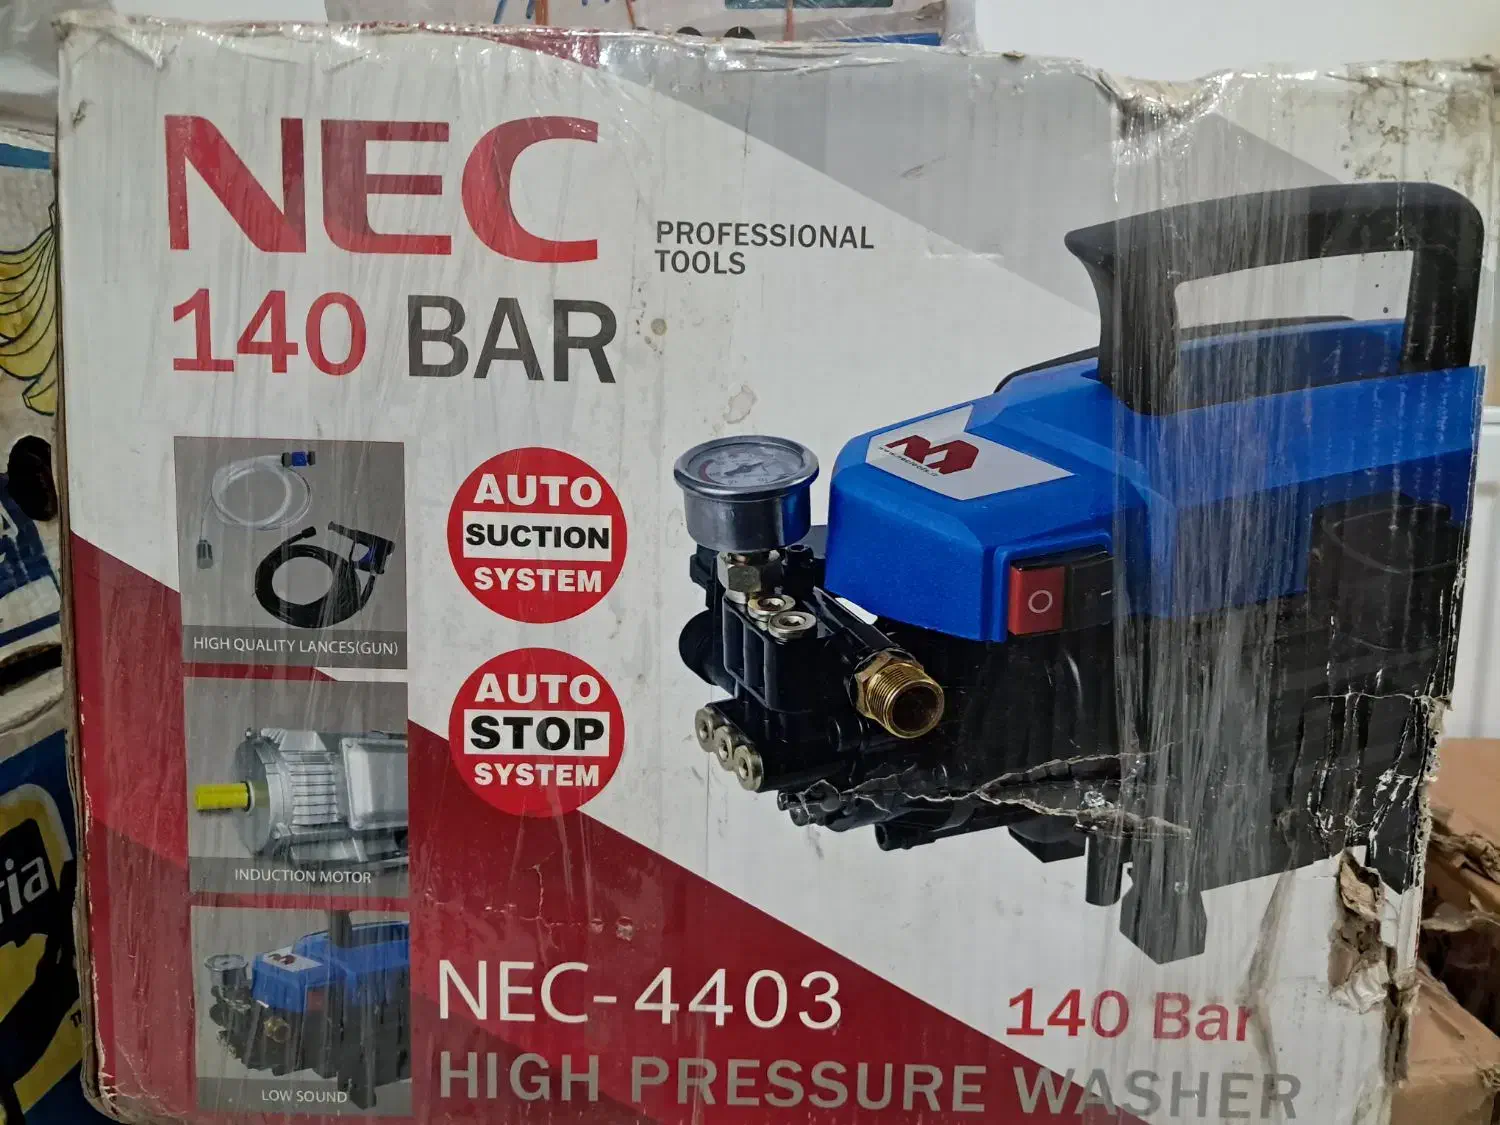 NEC
PROFESSIONAL
TOOLS
140 BAR
AUTO
SUCTION
SYSTEM
HIGH QUALITY LANCES(GUN)
AUTO
STOP
SYSTEM
INDUCTION MOTOR
LOW SOUND
NEC-4403
140 Bar
HIGH PRESSURE WASHER
ria